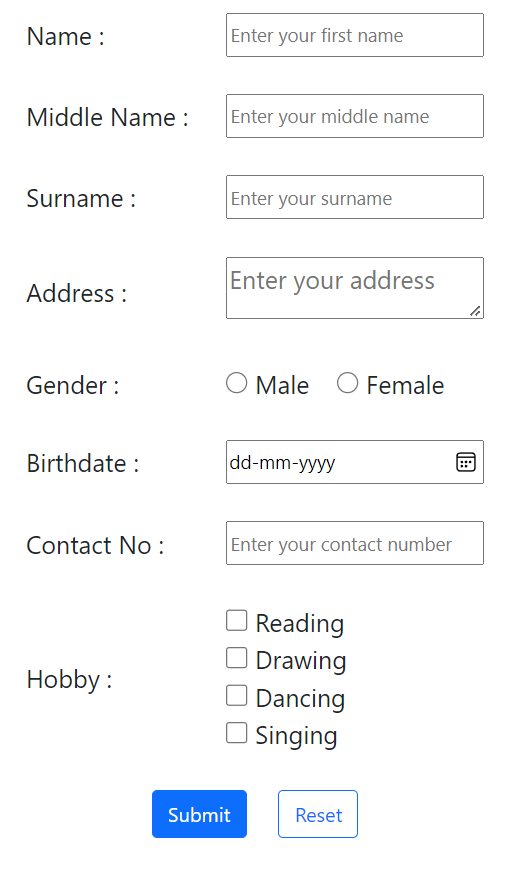 Name : Enter your first name
Middle Name : Enter your middle name
Surname : Enter your surname
Address : Enter your address
Gender : Male Female
Birthdate : dd-mm-yyyy
Contact No : Enter your contact number
Hobby :
Reading
Drawing
Dancing
Singing
Submit Reset